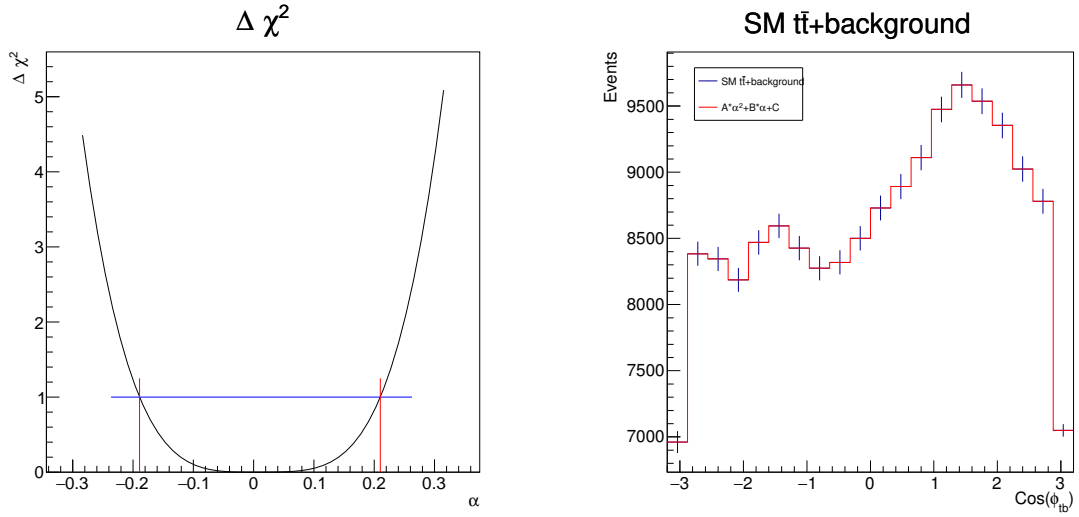 Δ χ²
Δ χ²
5
4
3
2
1
0
−0.3 −0.2 −0.1 0 0.1 0.2 0.3
α
SM tt̄+background
Events
SM tt̄+background
A*α²+B*α+C
9500
9000
8500
8000
7500
7000
−3 −2 −1 0 1 2 3
Cos(ϕ_tb)